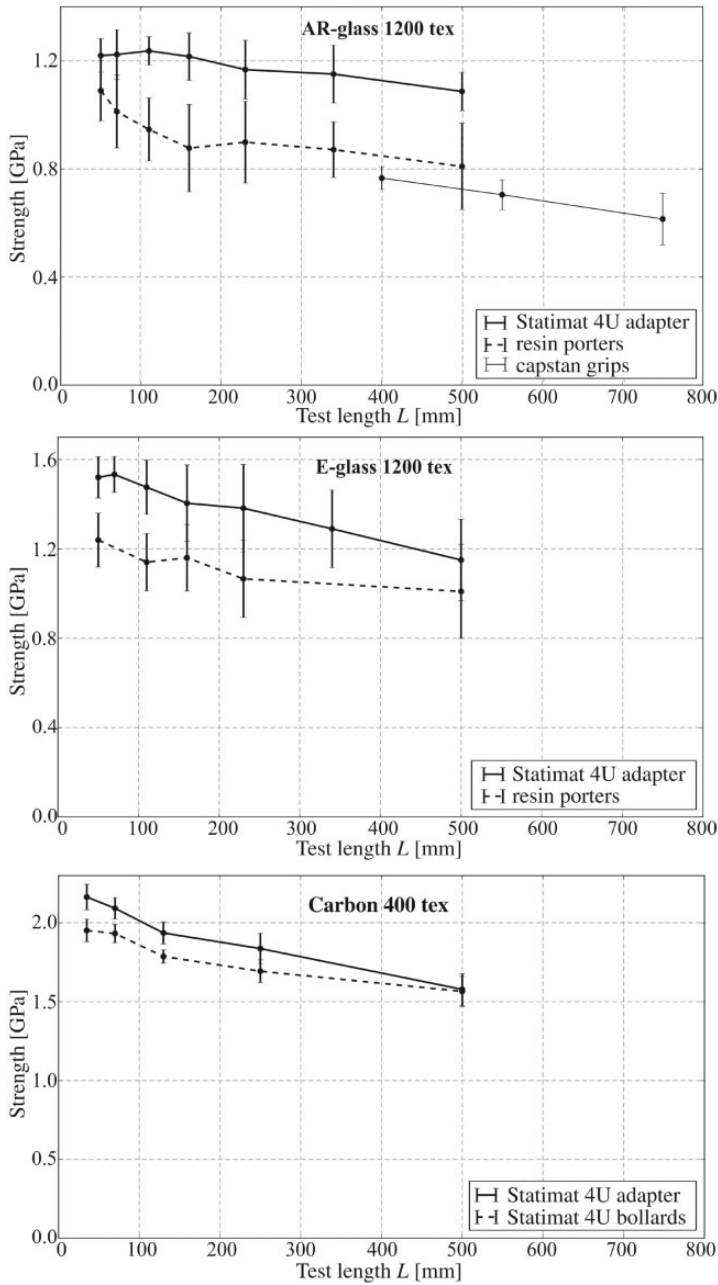 AR-glass 1200 tex
1.2
0.8
0.4
0.0
Strength [GPa]
Statimat 4U adapter
resin porters
capstan grips
0 100 200 300 400 500 600 700 800
Test length L [mm]
E-glass 1200 tex
1.6
1.2
0.8
0.4
0.0
Strength [GPa]
Statimat 4U adapter
resin porters
0 100 200 300 400 500 600 700 800
Test length L [mm]
Carbon 400 tex
2.0
1.5
1.0
0.5
0.0
Strength [GPa]
Statimat 4U adapter
Statimat 4U bollards
0 100 200 300 400 500 600 700 800
Test length L [mm]